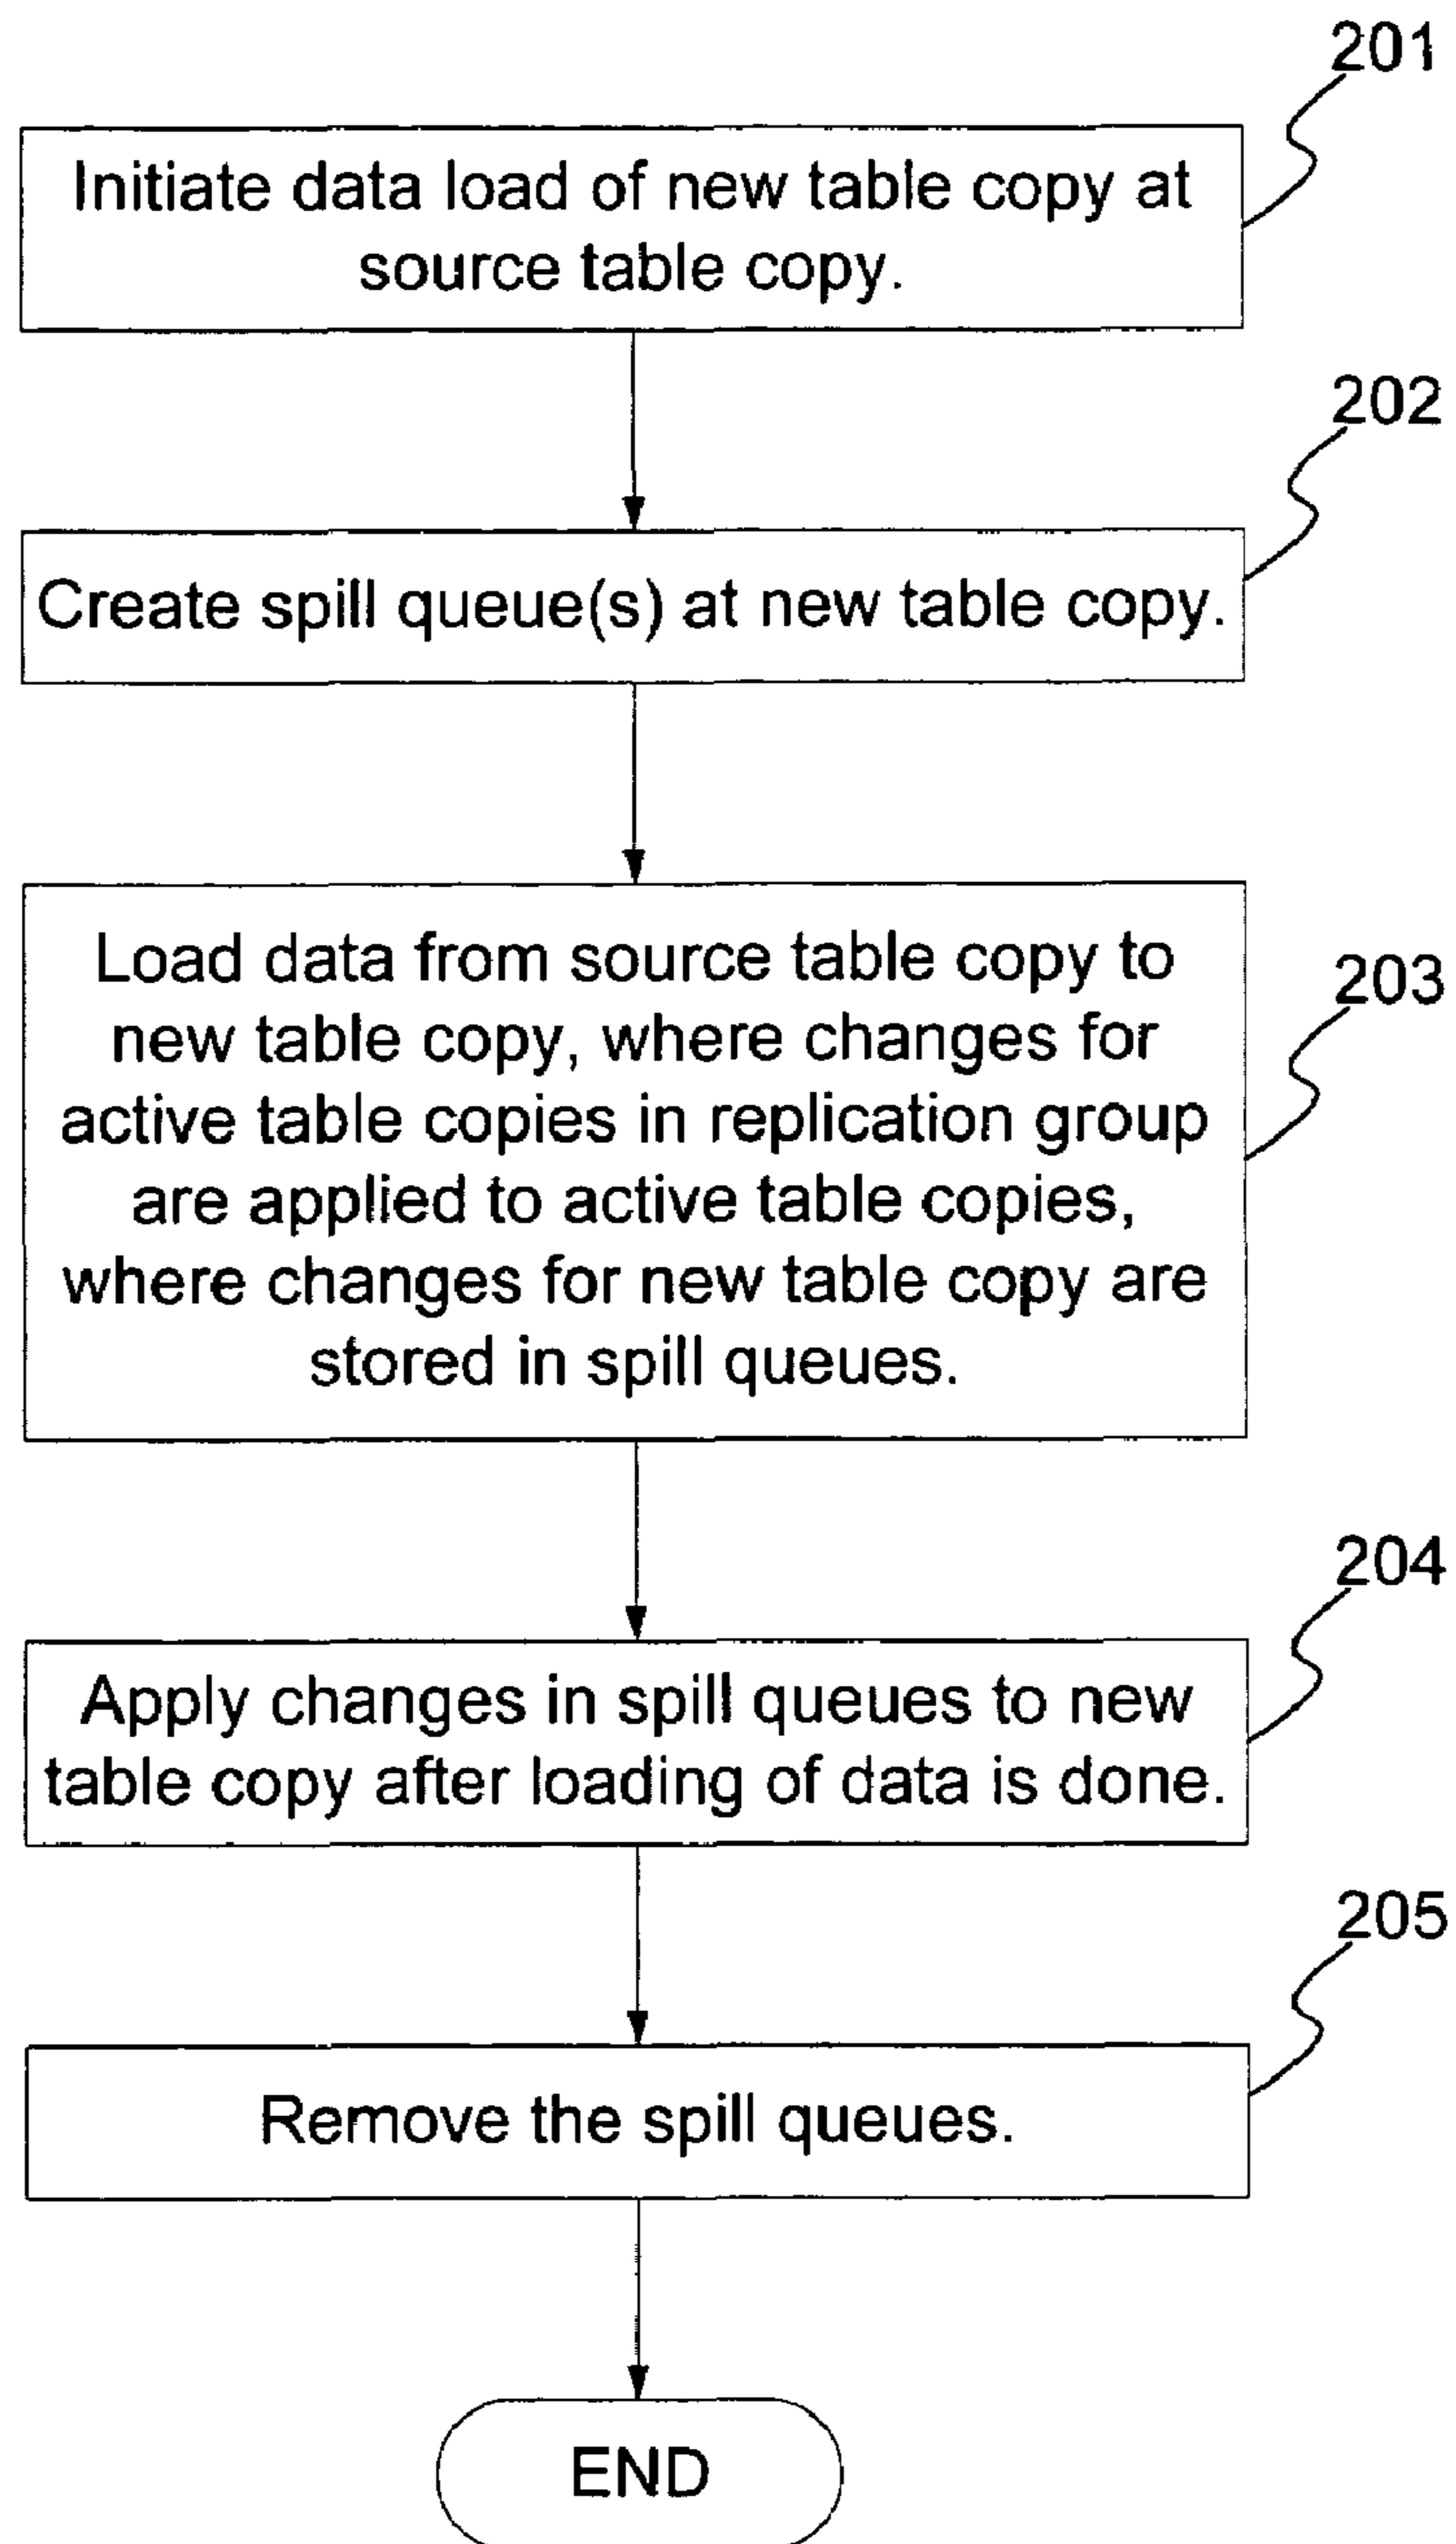 201
Initiate data load of new table copy at
source table copy.
202
Create spill queue(s) at new table copy.
203
Load data from source table copy to
new table copy, where changes for
active table copies in replication group
are applied to active table copies,
where changes for new table copy are
stored in spill queues.
204
Apply changes in spill queues to new
table copy after loading of data is done.
205
Remove the spill queues.
END